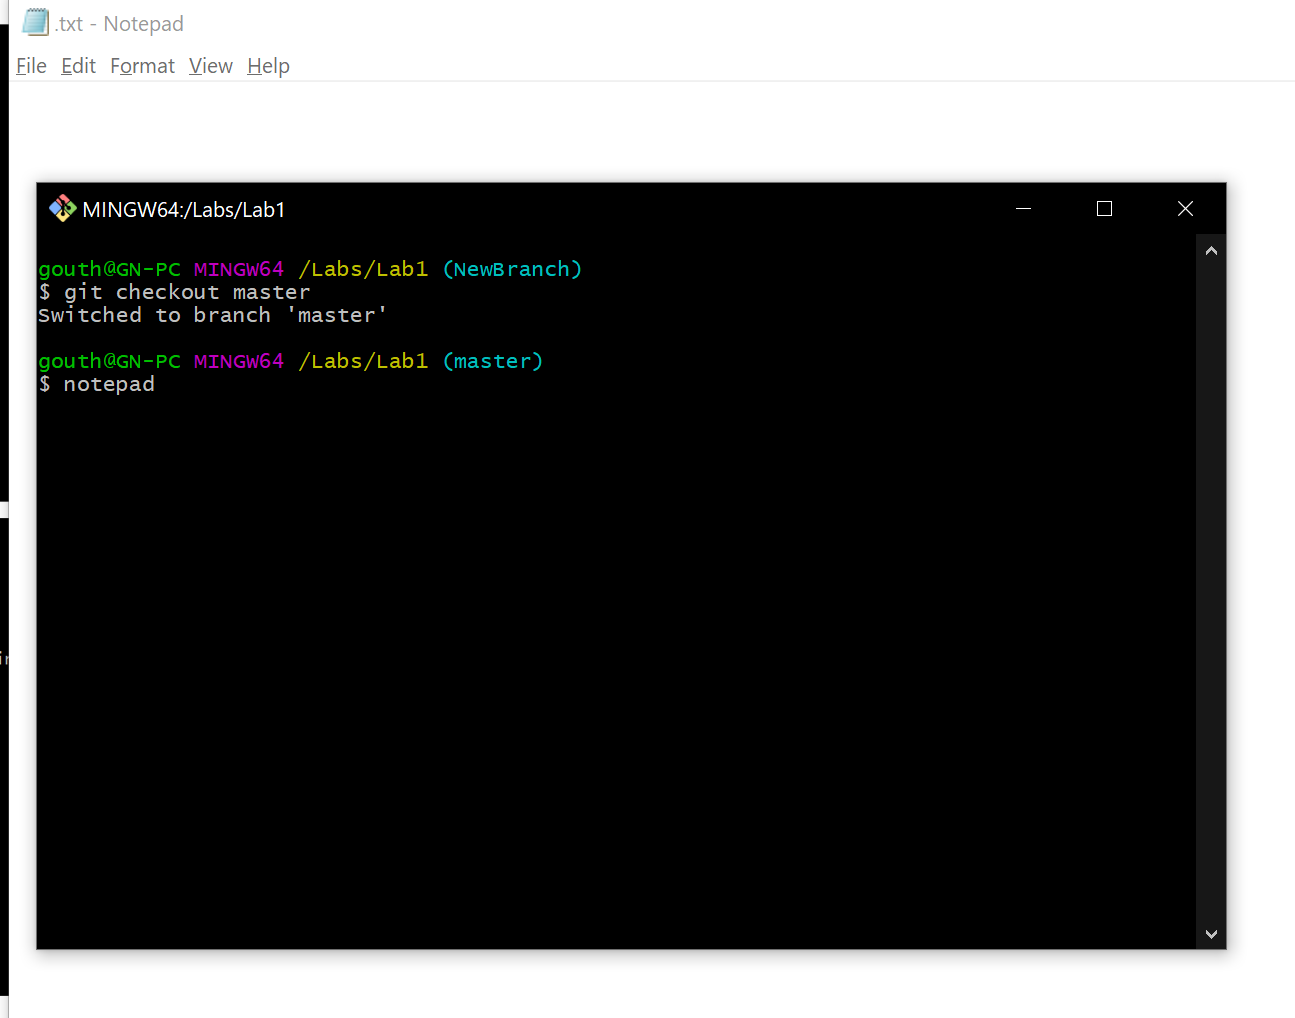 .txt - Notepad
File Edit Format View Help
MINGW64:/Labs/Lab1
gouth@GN-PC MINGW64 /Labs/Lab1 (NewBranch)
$ git checkout master
Switched to branch 'master'
gouth@GN-PC MINGW64 /Labs/Lab1 (master)
$ notepad